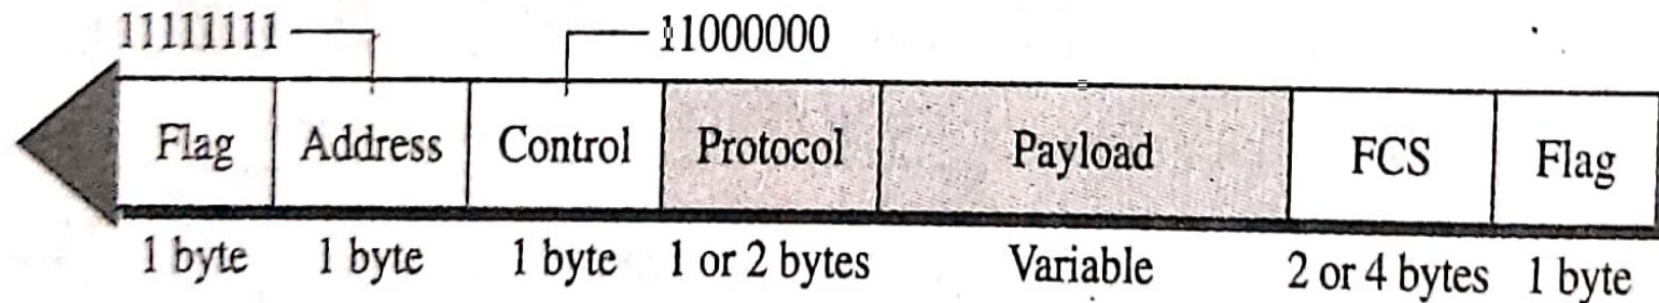 11111111 11000000
Flag Address Control Protocol Payload FCS Flag
1 byte 1 byte 1 byte 1 or 2 bytes Variable 2 or 4 bytes 1 byte